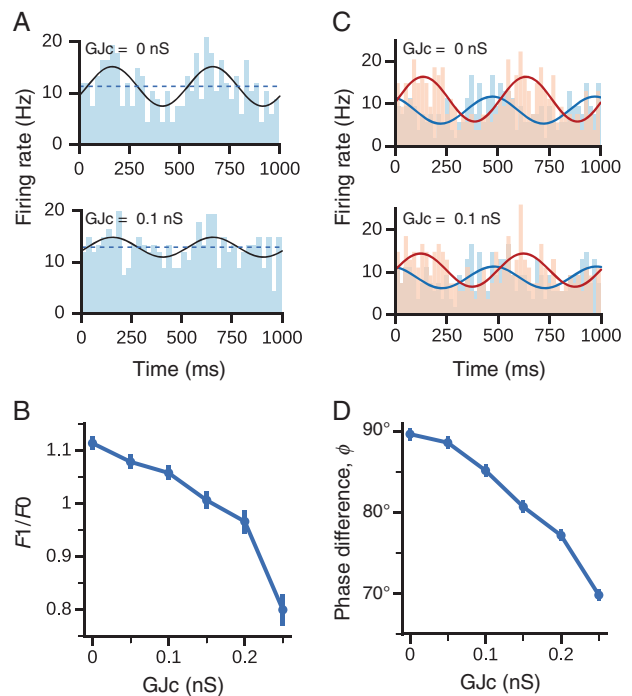 A
GJc = 0 nS
20
10
0
Firing rate (Hz)
GJc = 0.1 nS
20
10
0
0 250 500 750 1000
0 250 500 750 1000
Time (ms)
C
GJc = 0 nS
20
10
0
Firing rate (Hz)
0 250 500 750 1000
GJc = 0.1 nS
20
10
0
0 250 500 750 1000
Time (ms)
B
1.1
1
0.9
0.8
F1/F0
0 0.1 0.2
GJc (nS)
D
90°
80°
70°
Phase difference, ϕ
0 0.1 0.2
GJc (nS)